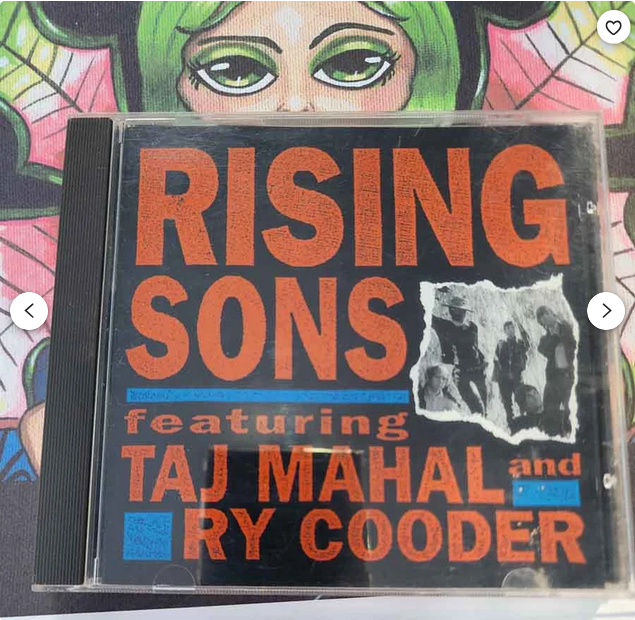 RISING
SONS
featuring
TAJ MAHAL and
RY COODER